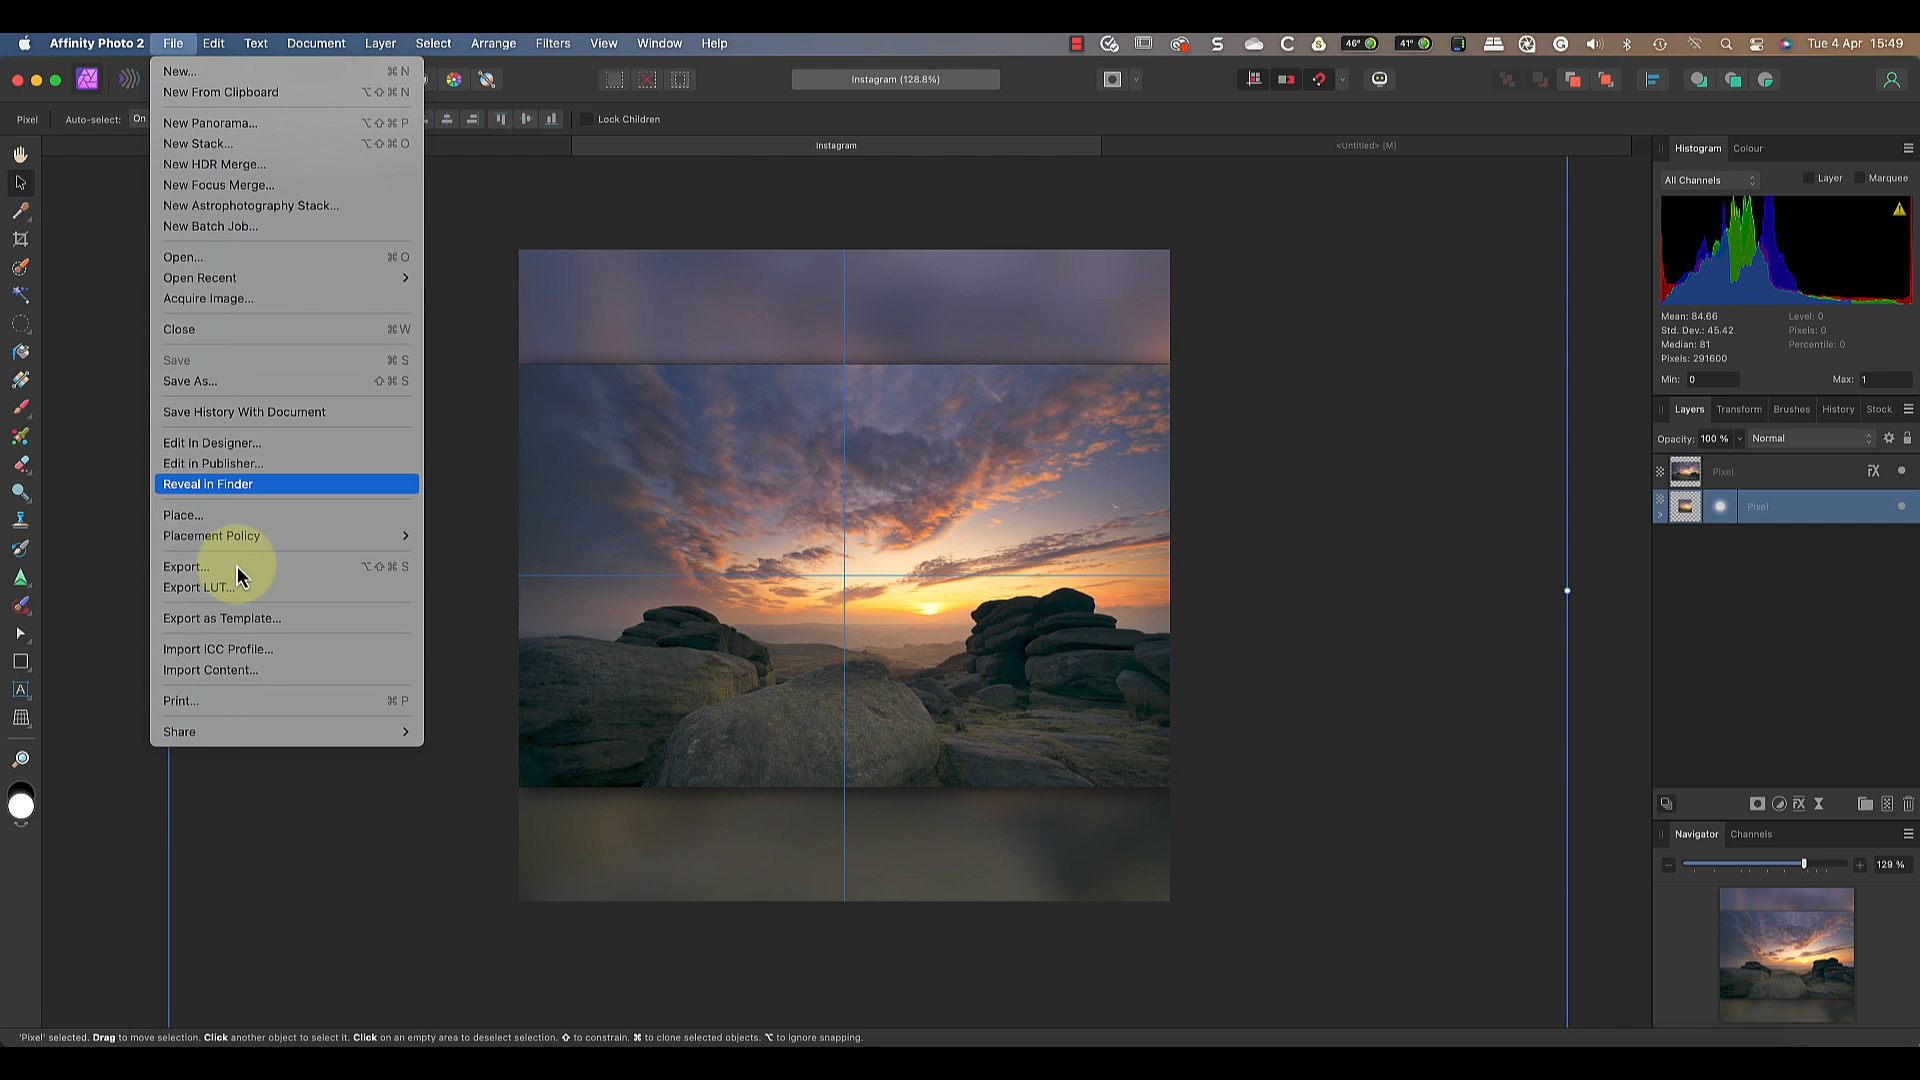 Affinity Photo 2 File Edit Text Document Layer Select Arrange Filters View Window Help 46° 41° Tue 4 Apr 15:49
Instagram (128.8%)
Pixel Auto-select: On Lock Children
Instagram <Untitled> [M]
New... ⌘ N
New From Clipboard ⌥⇧⌘ N
New Panorama... ⌥⇧⌘ P
New Stack... ⌥⇧⌘ O
New HDR Merge...
New Focus Merge...
New Astrophotography Stack...
New Batch Job...
Open... ⌘ O
Open Recent >
Acquire Image...
Close ⌘ W
Save ⌘ S
Save As... ⇧⌘ S
Save History With Document
Edit In Designer...
Edit in Publisher...
Reveal in Finder
Place...
Placement Policy >
Export... ⌥⇧⌘ S
Export LUT...
Export as Template...
Import ICC Profile...
Import Content...
Print... ⌘ P
Share >
Histogram Colour
All Channels Layer Marquee
Mean: 84.66 Level: 0
Std. Dev.: 45.42 Pixels: 0
Median: 81 Percentile: 0
Pixels: 291600
Min: 0 Max: 1
Layers Transform Brushes History Stock
Opacity: 100 % Normal
Pixel FX
Pixel
Navigator Channels
129 %
'Pixel' selected. Drag to move selection. Click another object to select it. Click on an empty area to deselect selection. ⇧ to constrain. ⌘ to clone selected objects. ⌥ to ignore snapping.